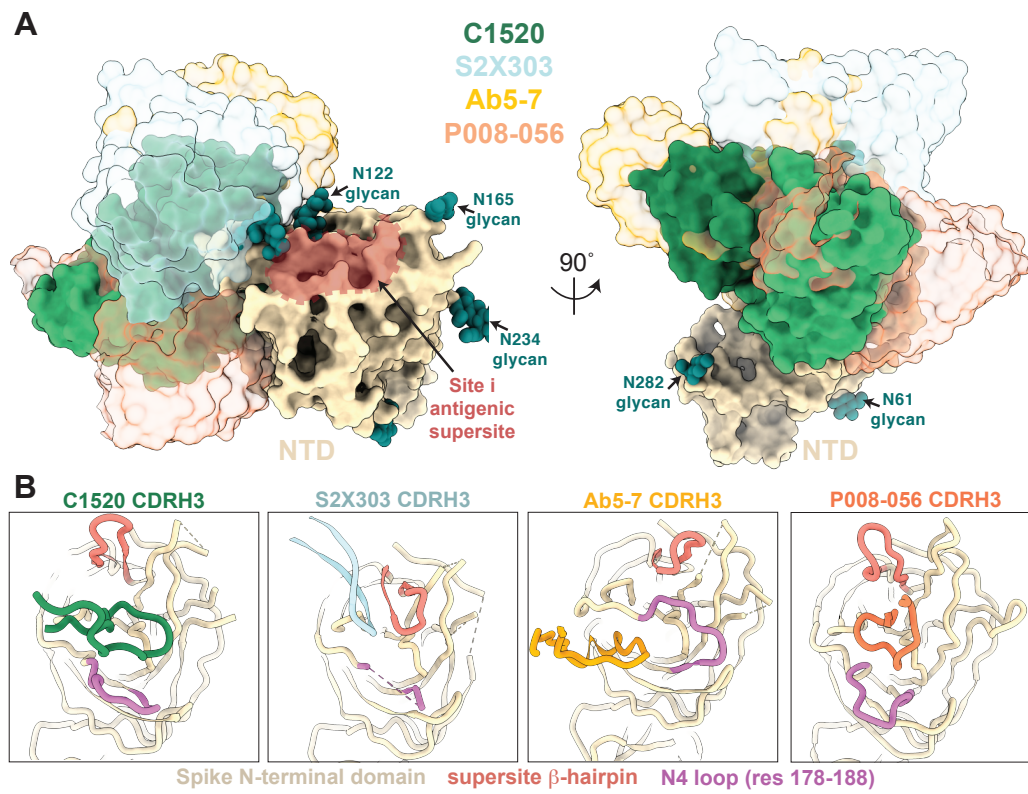 A
C1520
S2X303
Ab5-7
P008-056
N122
glycan
N165
glycan
N234
glycan
Site i
antigenic
supersite
NTD
90°
N282
glycan
N61
glycan
NTD
B
C1520 CDRH3
S2X303 CDRH3
Ab5-7 CDRH3
P008-056 CDRH3
Spike N-terminal domain supersite β-hairpin N4 loop (res 178-188)